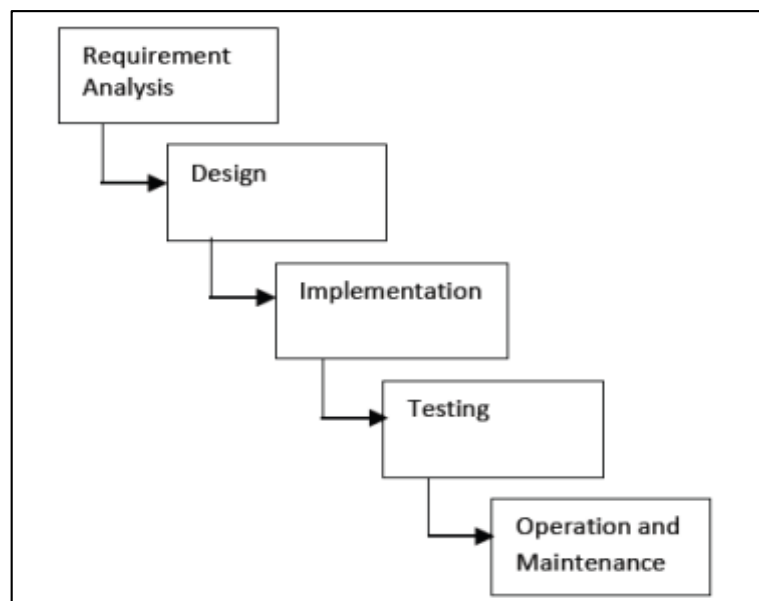 Requirement
Analysis
Design
Implementation
Testing
Operation and
Maintenance